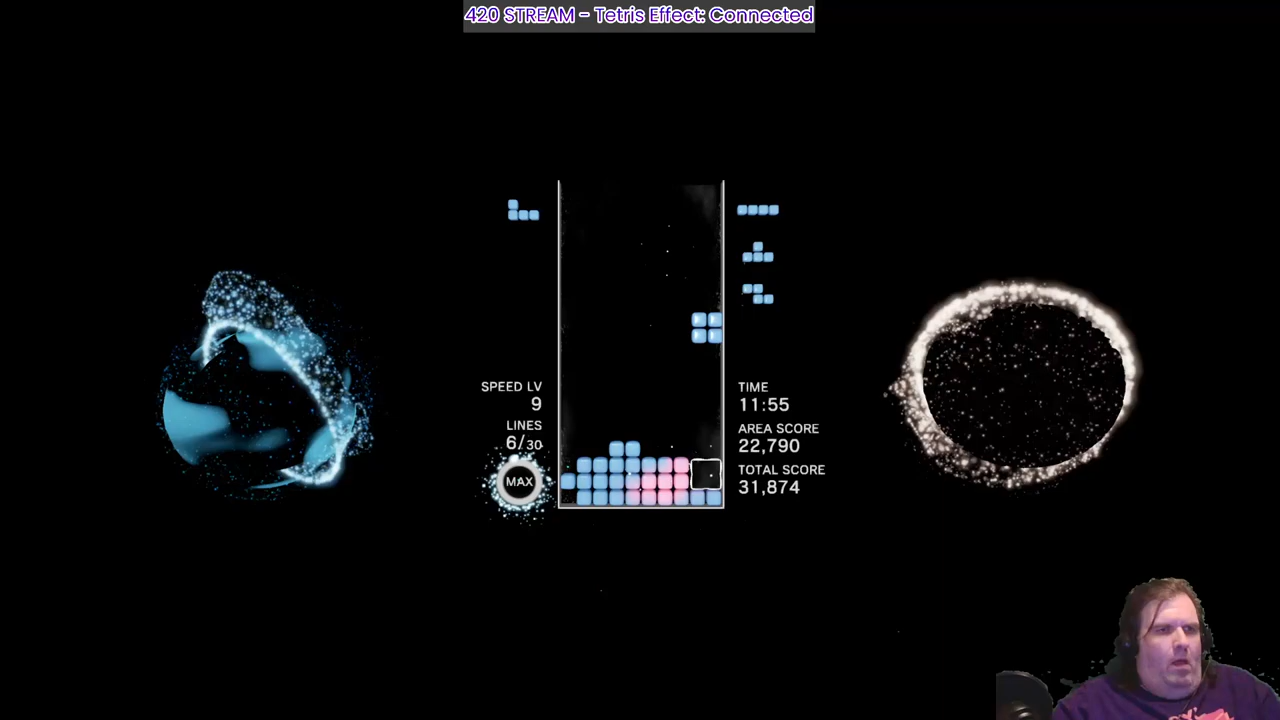 420 STREAM - Tetris Effect: Connected
SPEED LV
9
LINES
6/30
MAX
TIME
11:55
AREA SCORE
22,790
TOTAL SCORE
31,874